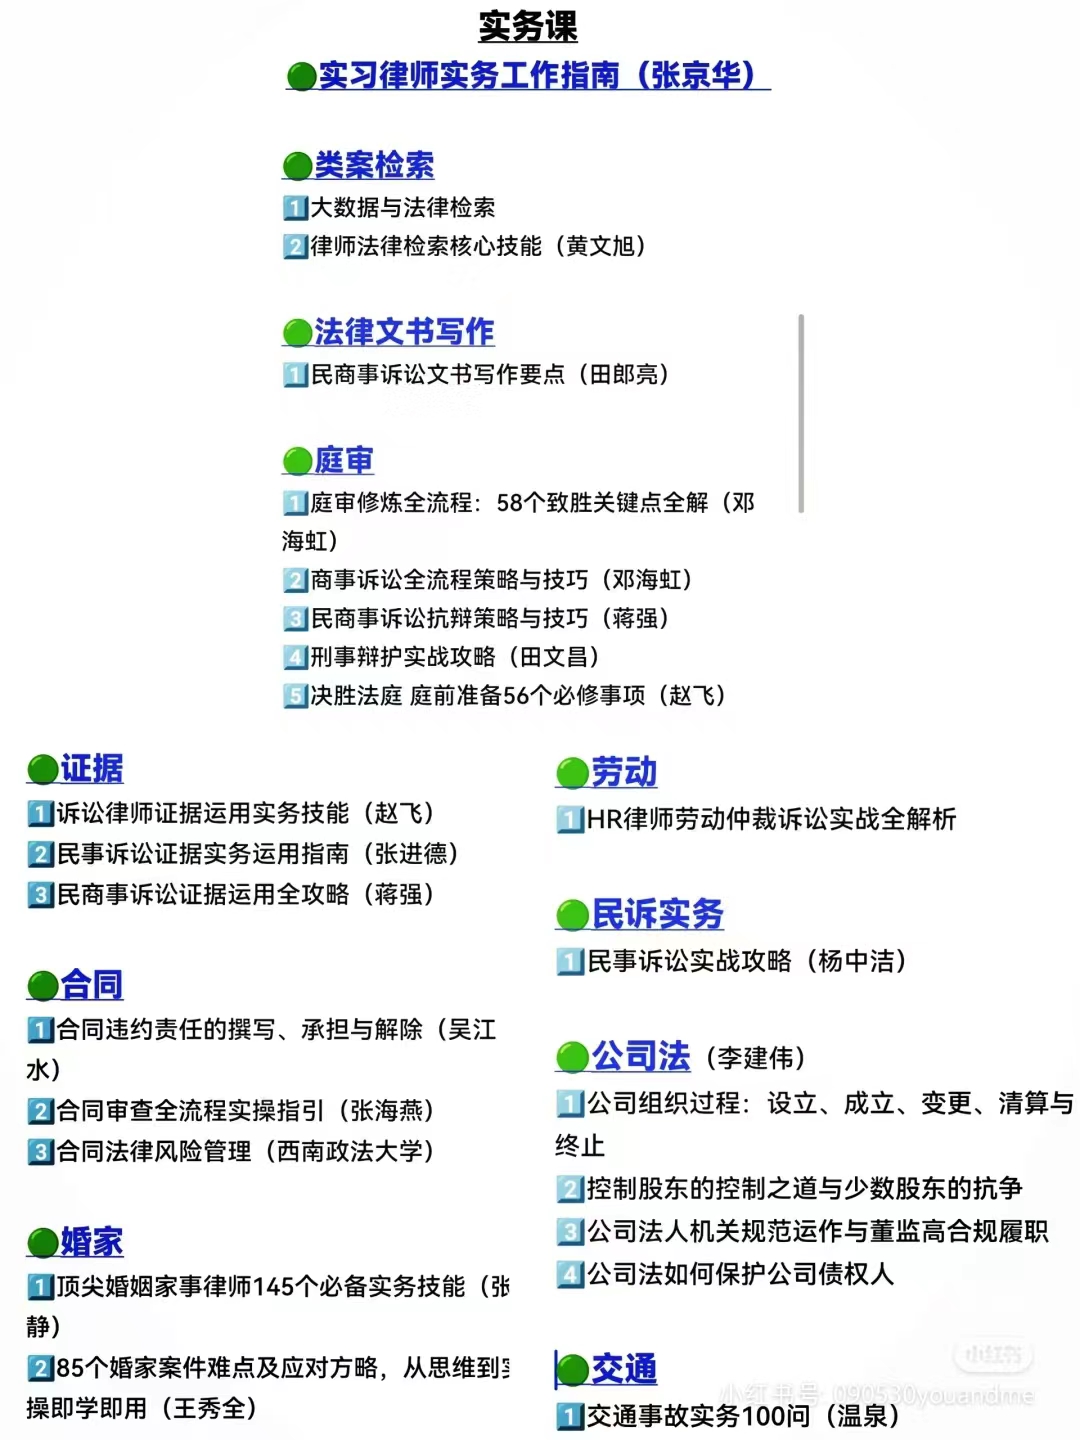 实务课
🟢实习律师实务工作指南（张京华）
🟢类案检索
1️⃣大数据与法律检索
2️⃣律师法律检索核心技能（黄文旭）
🟢法律文书写作
1️⃣民商事诉讼文书写作要点（田郎亮）
🟢庭审
1️⃣庭审修炼全流程：58个致胜关键点全解（邓
海虹）
2️⃣商事诉讼全流程策略与技巧（邓海虹）
3️⃣民商事诉讼抗辩策略与技巧（蒋强）
4️⃣刑事辩护实战攻略（田文昌）
5️⃣决胜法庭 庭前准备56个必修事项（赵飞）
🟢证据
1️⃣诉讼律师证据运用实务技能（赵飞）
2️⃣民事诉讼证据实务运用指南（张进德）
3️⃣民商事诉讼证据运用全攻略（蒋强）
🟢合同
1️⃣合同违约责任的撰写、承担与解除（吴江
水）
2️⃣合同审查全流程实操指引（张海燕）
3️⃣合同法律风险管理（西南政法大学）
🟢婚家
1️⃣顶尖婚姻家事律师145个必备实务技能（张
静）
2️⃣85个婚家案件难点及应对方略，从思维到实
操即学即用（王秀全）
🟢劳动
1️⃣HR律师劳动仲裁诉讼实战全解析
🟢民诉实务
1️⃣民事诉讼实战攻略（杨中洁）
🟢公司法（李建伟）
1️⃣公司组织过程：设立、成立、变更、清算与
终止
2️⃣控制股东的控制之道与少数股东的抗争
3️⃣公司法人机关规范运作与董监高合规履职
4️⃣公司法如何保护公司债权人
🟢交通
1️⃣交通事故实务100问（温泉）
小红书
小红书号: 090530youandme